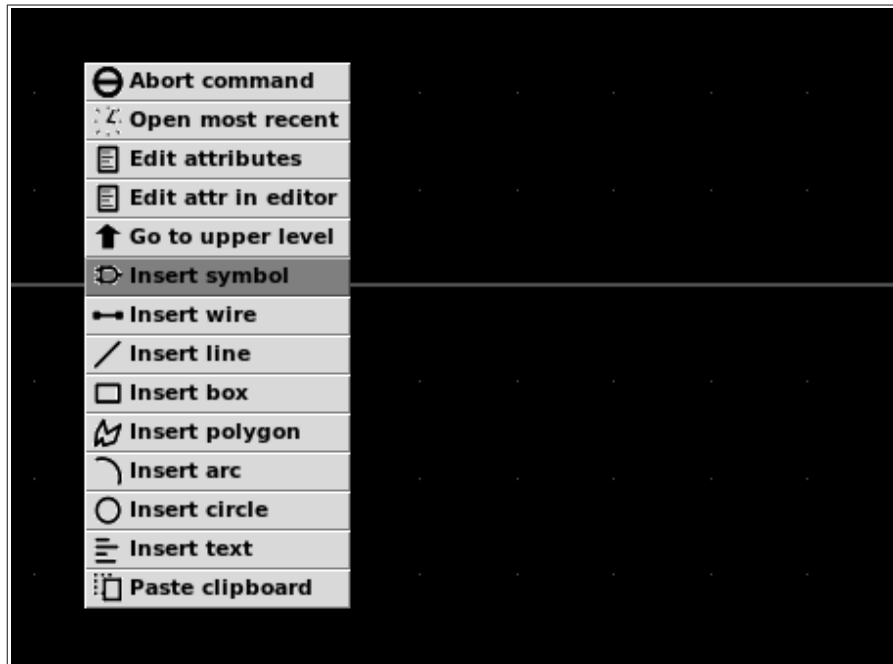 Abort command
Open most recent
Edit attributes
Edit attr in editor
Go to upper level
Insert symbol
Insert wire
Insert line
Insert box
Insert polygon
Insert arc
Insert circle
Insert text
Paste clipboard